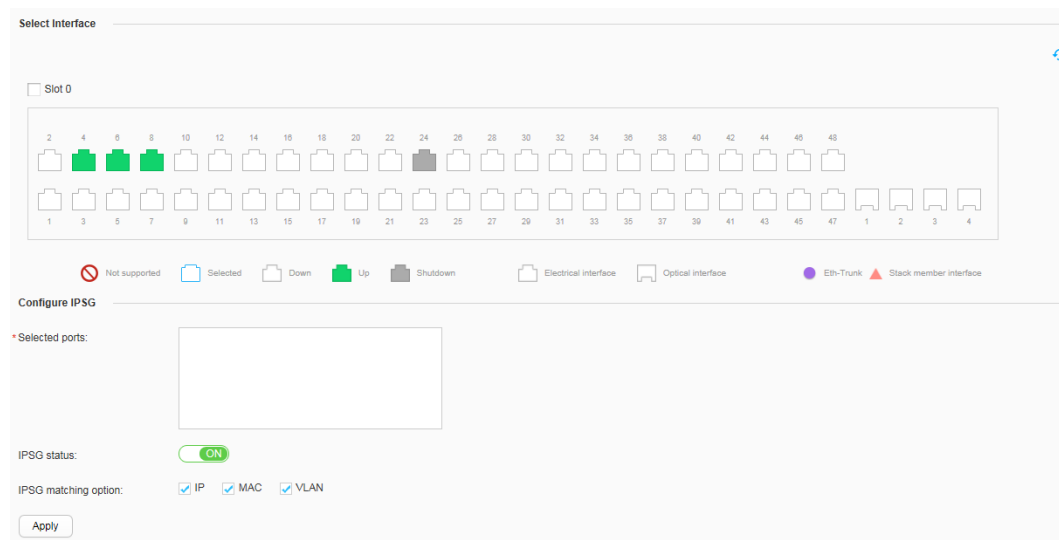 Select Interface
Slot 0
2 4 6 8 10 12 14 16 18 20 22 24 26 28 30 32 34 36 38 40 42 44 46 48
1 3 5 7 9 11 13 15 17 19 21 23 25 27 29 31 33 35 37 39 41 43 45 47 1 2 3 4
Not supported Selected Down Up Shutdown Electrical interface Optical interface Eth-Trunk Stack member interface
Configure IPSG
* Selected ports:
IPSG status: ON
IPSG matching option: IP MAC VLAN
Apply